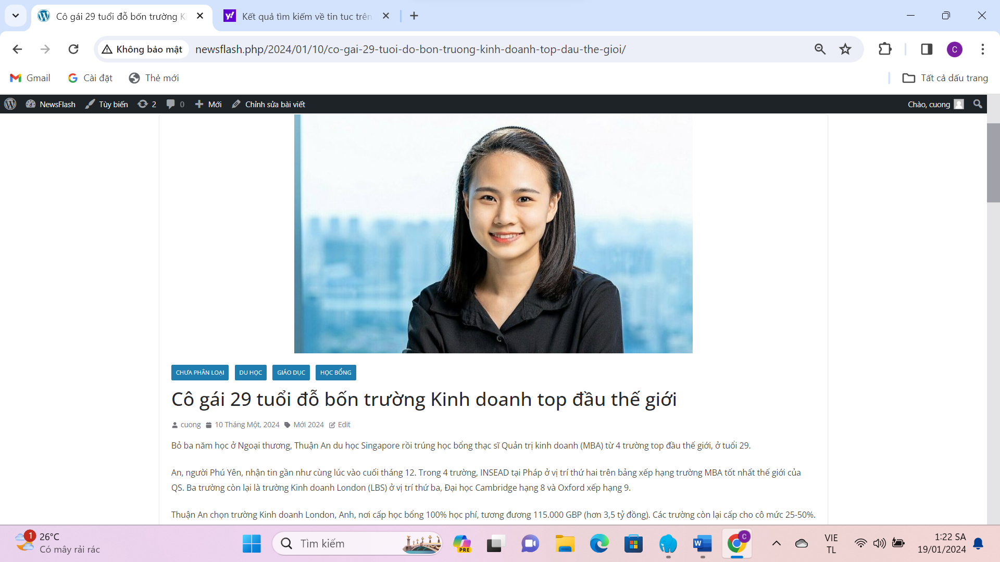 Cô gái 29 tuổi đỗ bốn trường Ki
Kết quả tìm kiếm về tin tuc trên
Không bảo mật
newsflash.php/2024/01/10/co-gai-29-tuoi-do-bon-truong-kinh-doanh-top-dau-the-gioi/
C
Gmail
Cài đặt
Thẻ mới
Tất cả dấu trang
NewsFlash
Tùy biến
2
0
Mới
Chỉnh sửa bài viết
Chào, cuong
CHƯA PHÂN LOẠI
DU HỌC
GIÁO DỤC
HỌC BỔNG
Cô gái 29 tuổi đỗ bốn trường Kinh doanh top đầu thế giới
cuong 10 Tháng Một, 2024 Mới 2024 Edit
Bỏ ba năm học ở Ngoại thương, Thuận An du học Singapore rồi trúng học bổng thạc sĩ Quản trị kinh doanh (MBA) từ 4 trường top đầu thế giới, ở tuổi 29.
An, người Phú Yên, nhận tin gần như cùng lúc vào cuối tháng 12. Trong 4 trường, INSEAD tại Pháp ở vị trí thứ hai trên bảng xếp hạng trường MBA tốt nhất thế giới của
QS. Ba trường còn lại là trường Kinh doanh London (LBS) ở vị trí thứ ba, Đại học Cambridge hạng 8 và Oxford xếp hạng 9.
Thuận An chọn trường Kinh doanh London, Anh, nơi cấp học bổng 100% học phí, tương đương 115.000 GBP (hơn 3,5 tỷ đồng). Các trường còn lại cấp cho cô mức 25-50%.
1
26°C
Có mây rải rác
Tìm kiếm
PRE
W
C
VIE
TL
1:22 SA
19/01/2024